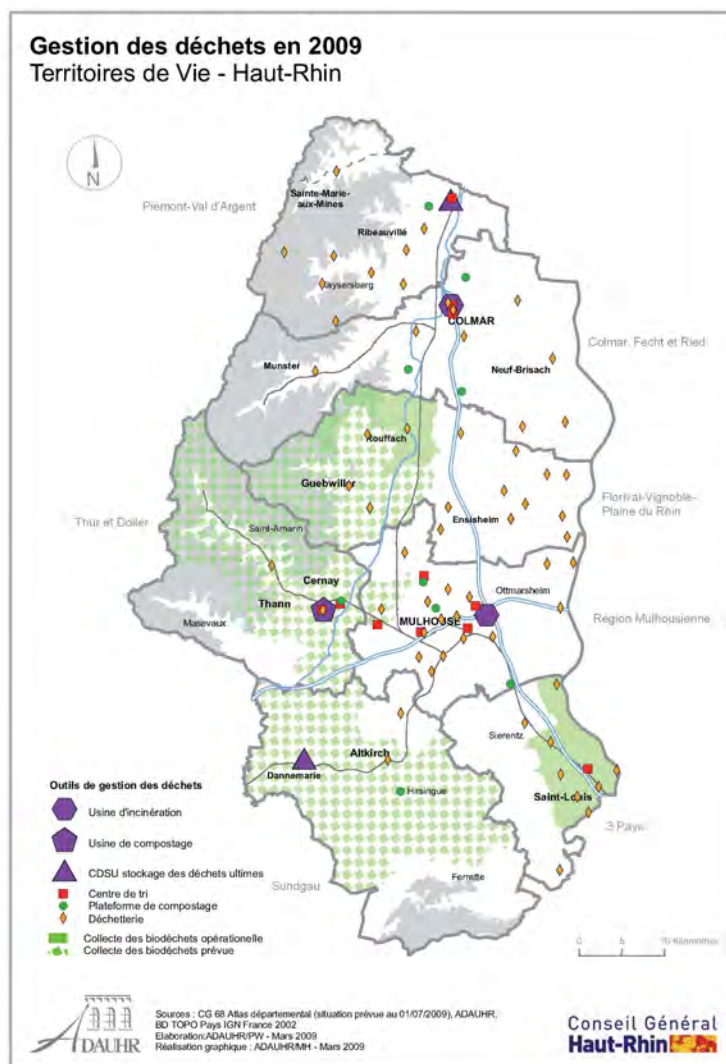 Gestion des déchets en 2009
Territoires de Vie - Haut-Rhin
N
Piémont-Val d'Argent
Sainte-Marie-
aux-Mines
Ribeauvillé
Kaysersberg
COLMAR
Colmar, Fecht et Ried
Munster
Neuf-Brisach
Rouffach
Guebwiller
Florival-Vignoble-
Plaine du Rhin
Thur et Doller
Saint-Amarin
Ensisheim
Cernay
Ottmarsheim
Thann
MULHOUSE
Région Mulhousienne
Masevaux
Sierentz
Altkirch
Dannemarie
Hirsingue
Saint-Louis
3 Pays
Sundgau
Ferrette
Outils de gestion des déchets
Usine d'incinération
Usine de compostage
CDSU stockage des déchets ultimes
Centre de tri
Plateforme de compostage
Déchetterie
Collecte des biodéchets opérationelle
Collecte des biodéchets prévue
0 5 10 Kilomètres
ADAUHR
Sources : CG 68 Atlas départemental (situation prévue au 01/07/2009), ADAUHR,
BD TOPO Pays IGN France 2002
Elaboration:ADAUHR/PW - Mars 2009
Réalisation graphique : ADAUHR/MH - Mars 2009
Conseil Général
Haut-Rhin